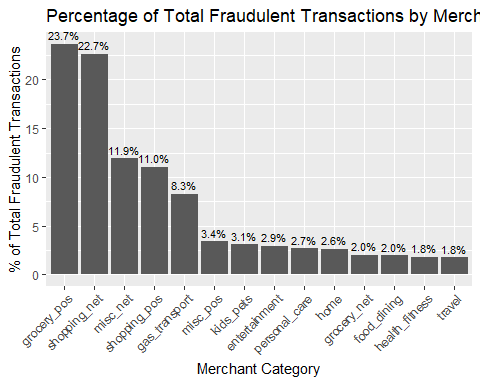 Percentage of Total Fraudulent Transactions by Merch
% of Total Fraudulent Transactions
20
15
10
5
0
23.7%
22.7%
11.9%
11.0%
8.3%
3.4%
3.1%
2.9%
2.7%
2.6%
2.0%
2.0%
1.8%
1.8%
grocery_pos
shopping_net
misc_net
shopping_pos
gas_transport
misc_pos
kids_pets
entertainment
personal_care
home
grocery_net
food_dining
health_fitness
travel
Merchant Category